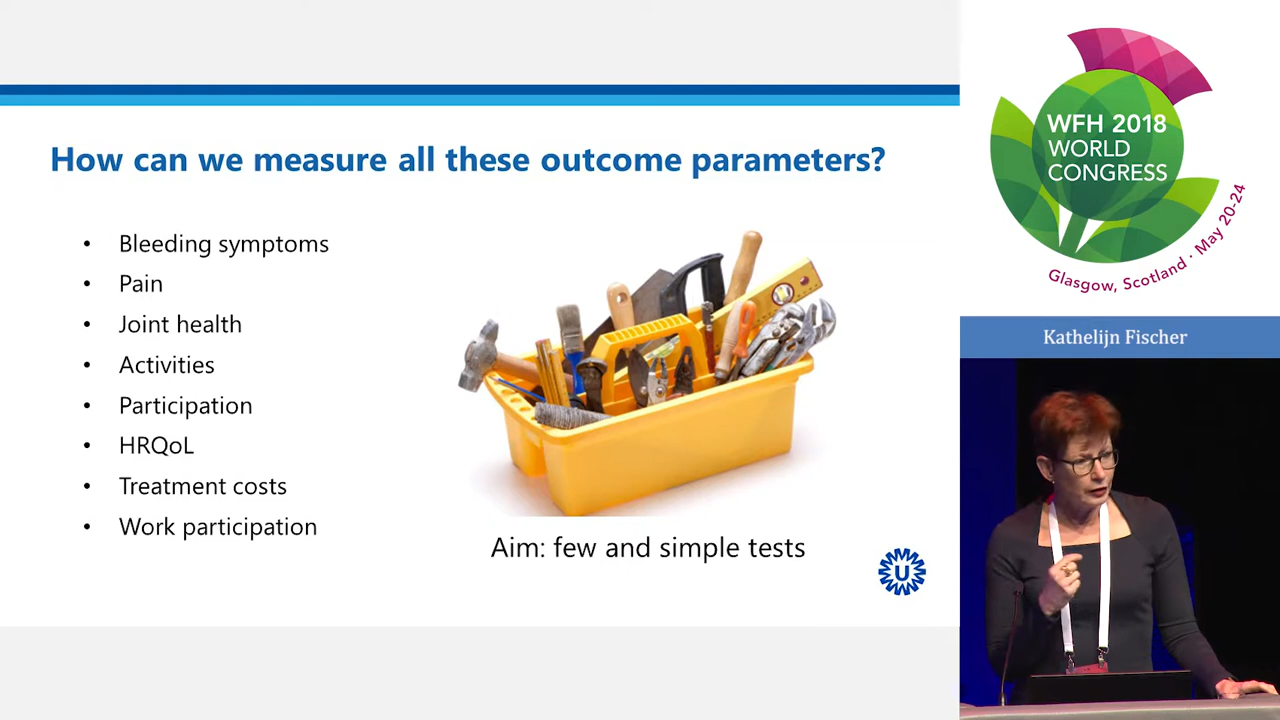 How can we measure all these outcome parameters?
• Bleeding symptoms
• Pain
• Joint health
• Activities
• Participation
• HRQoL
• Treatment costs
• Work participation
Aim: few and simple tests
U
WFH 2018
WORLD
CONGRESS
Glasgow, Scotland · May 20-24
Kathelijn Fischer